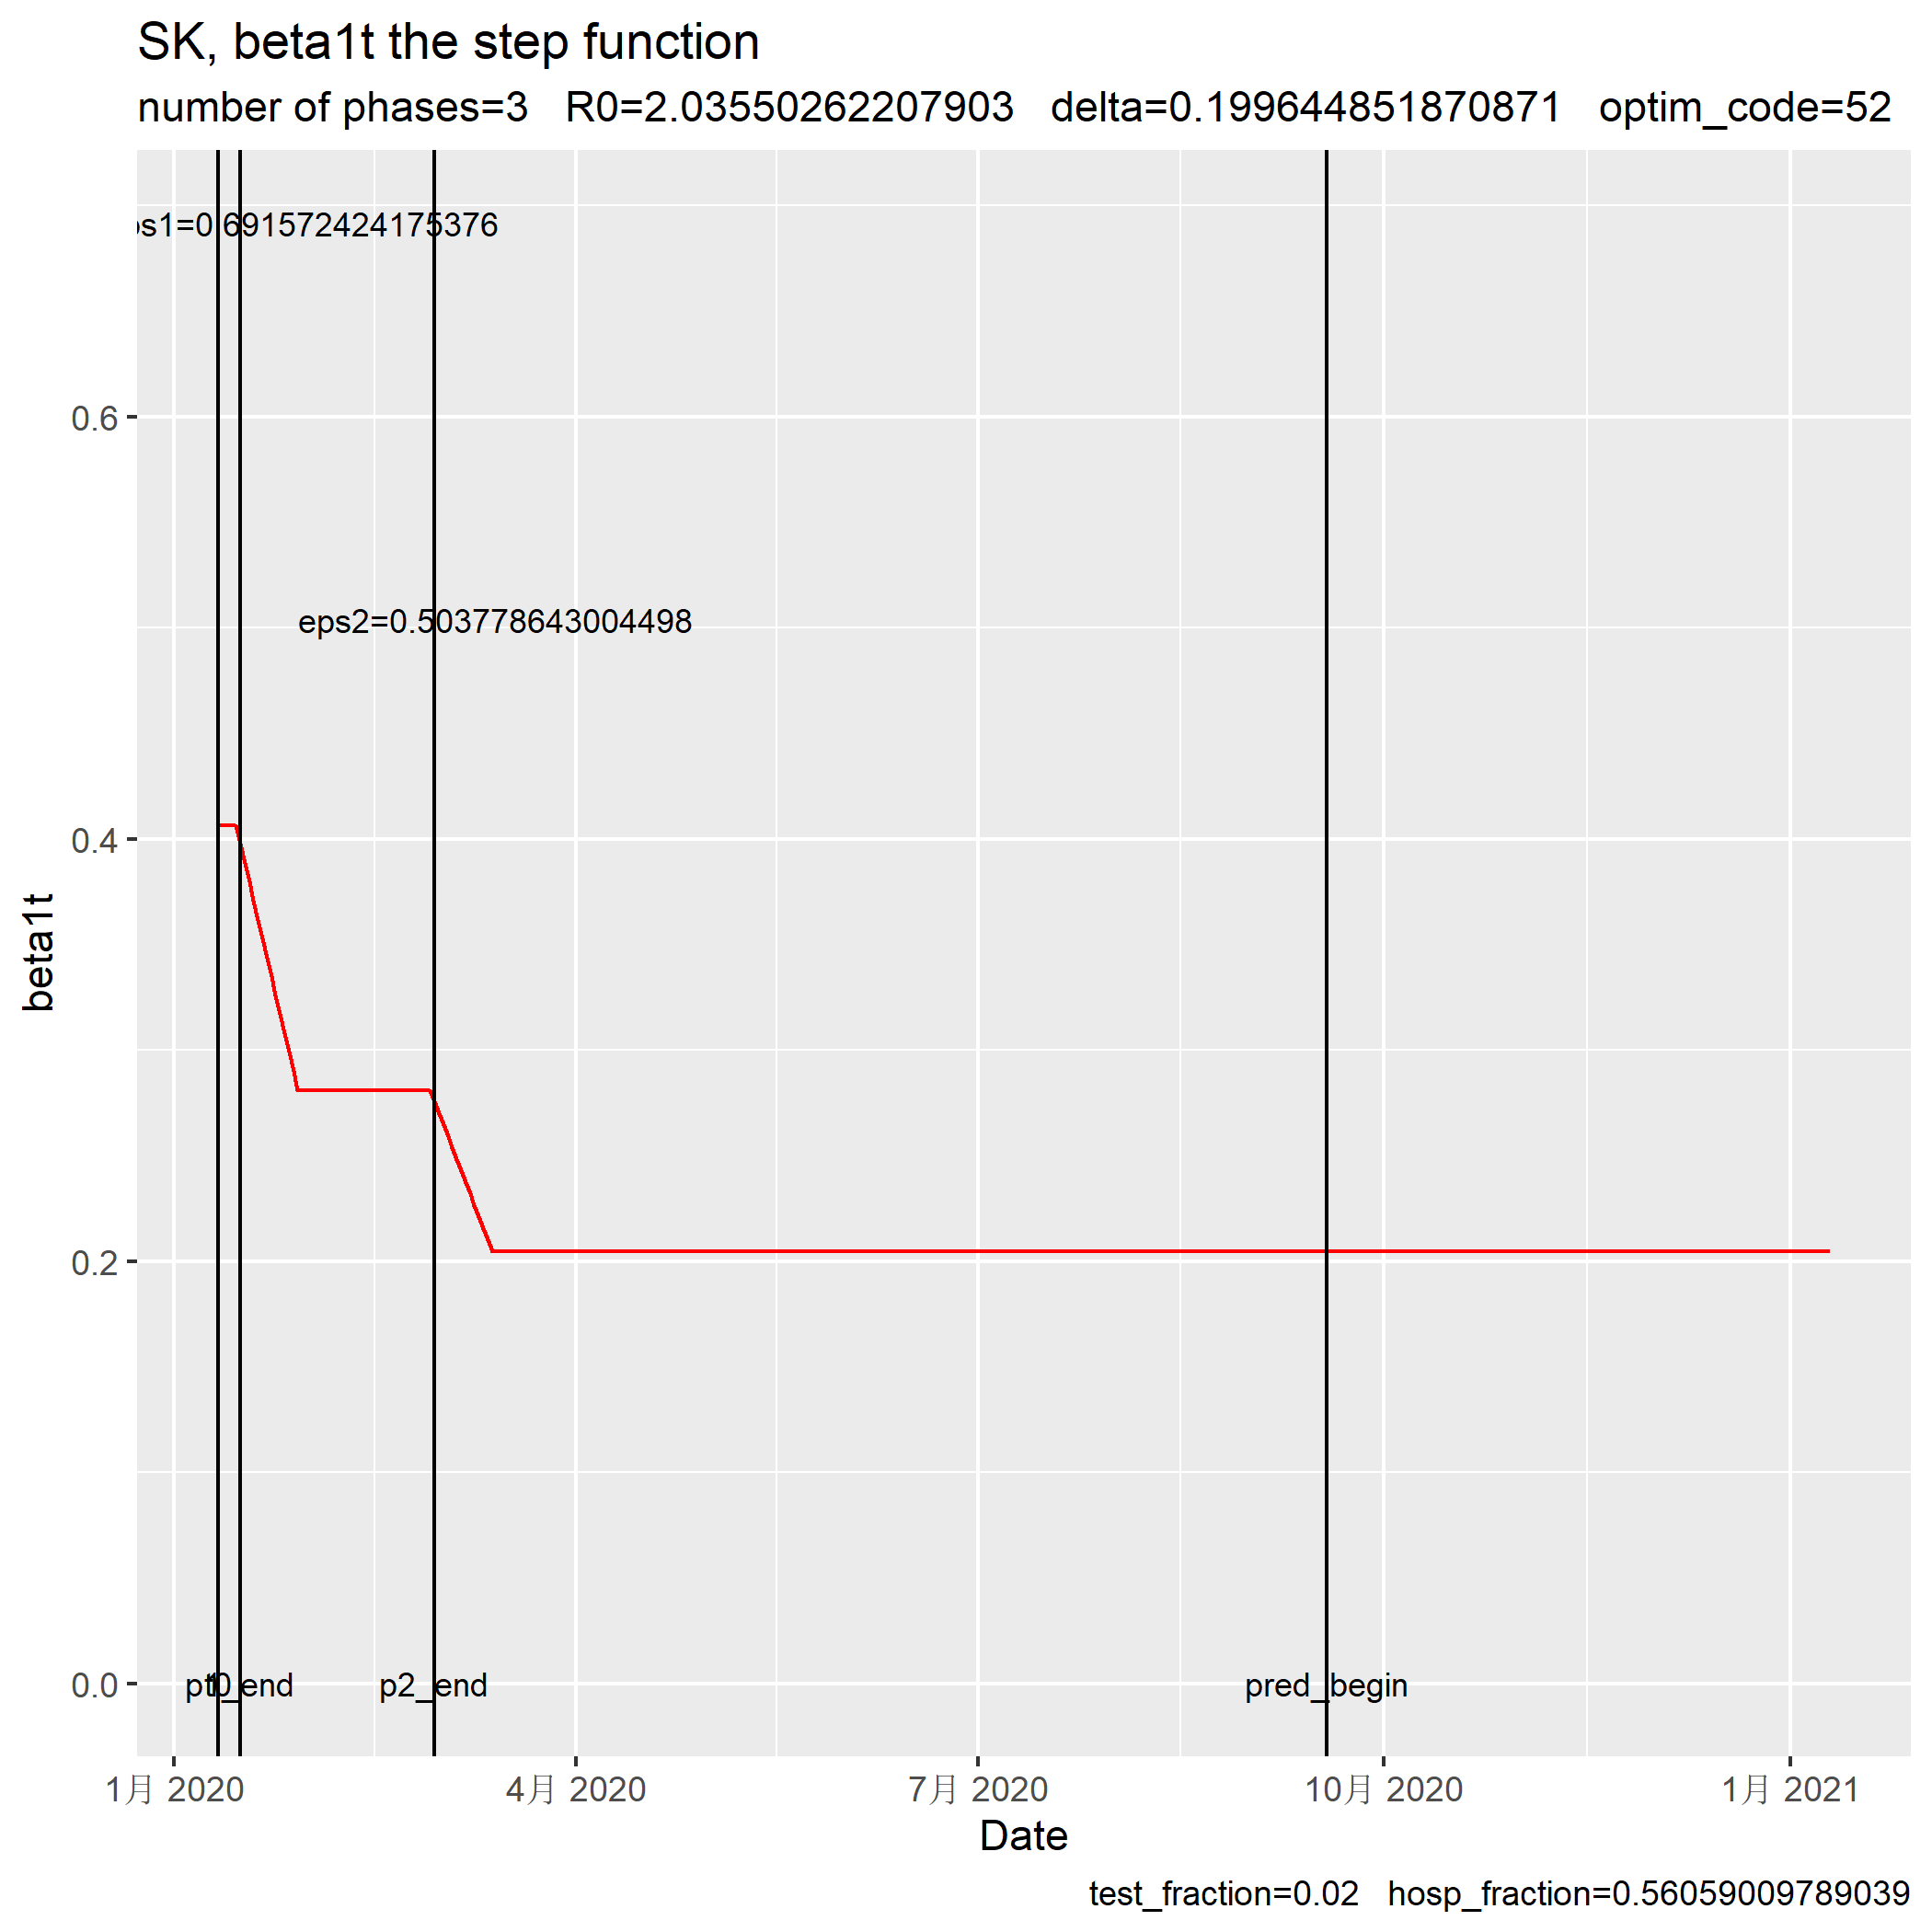 SK, beta1t the step function
number of phases=3 R0=2.03550262207903 delta=0.199644851870871 optim_code=52
ps1=0.691572424175376
0.6
eps2=0.503778643004498
0.4
beta1t
0.2
0.0
p2_end
pred_begin
1月 2020
4月 2020
7月 2020
10月 2020
1月 2021
Date
test_fraction=0.02 hosp_fraction=0.56059009789039